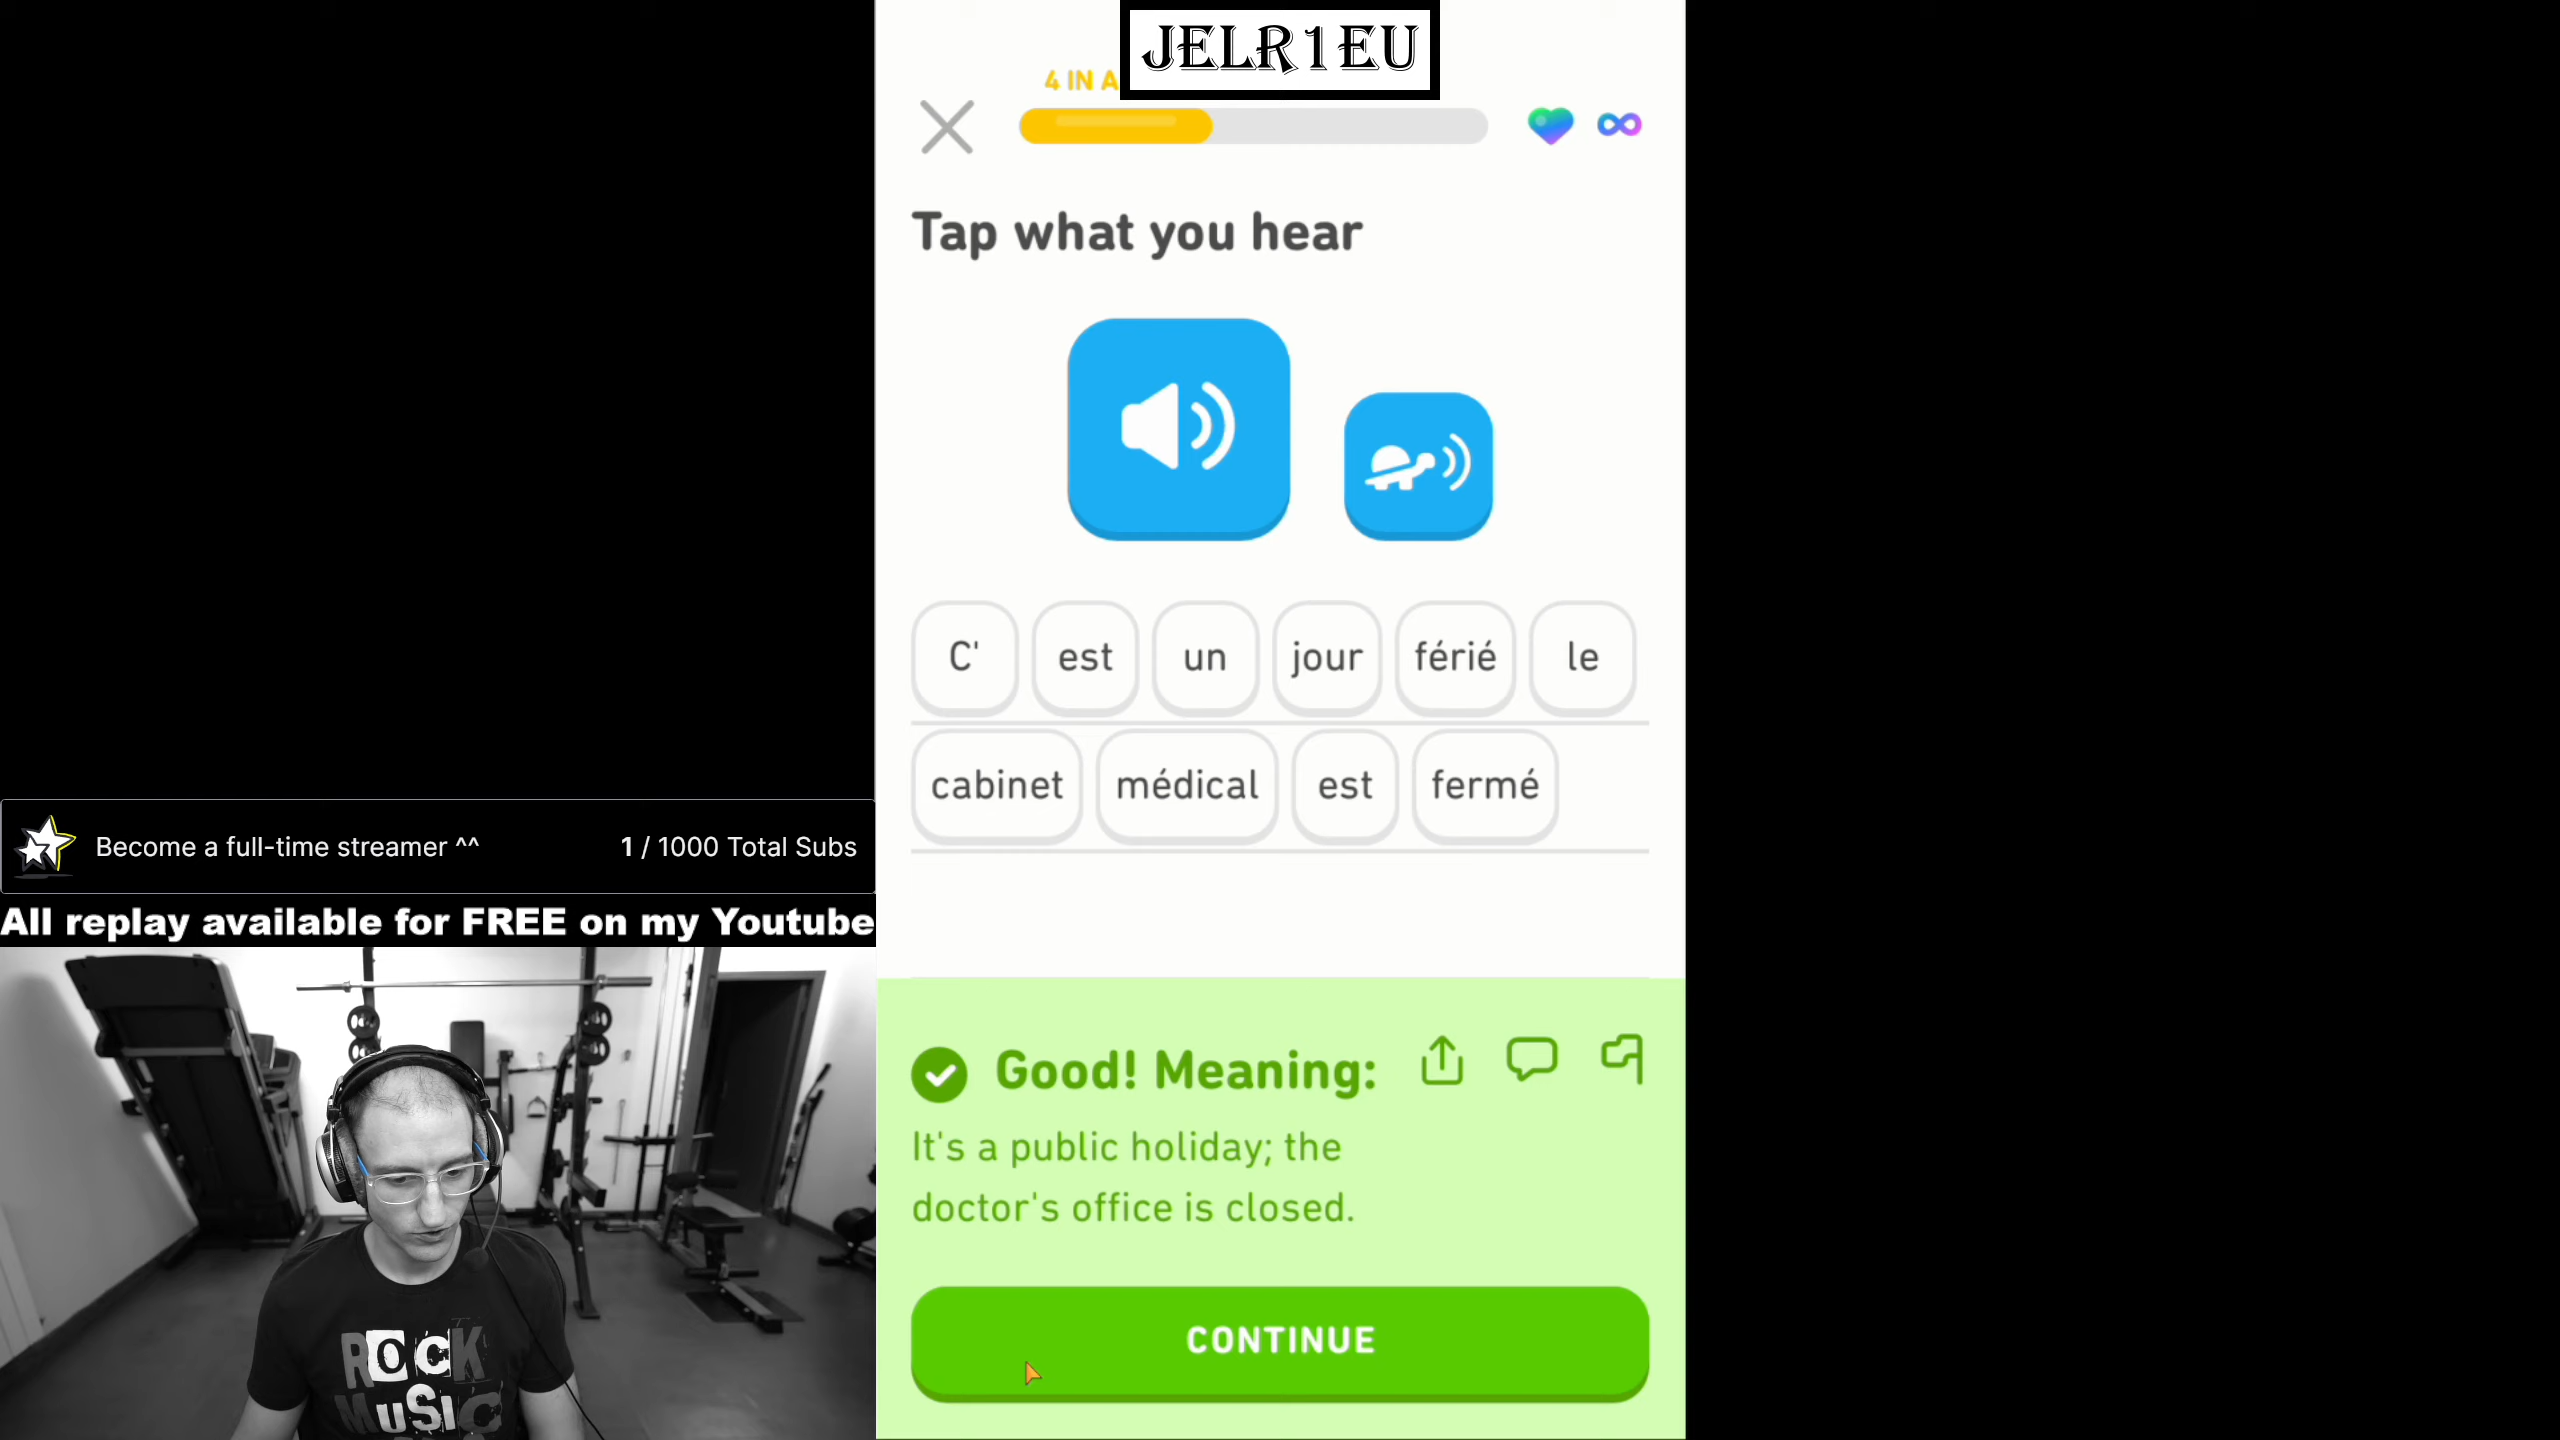 JELR1EU
4 IN A
Tap what you hear
C' est un jour férié le
cabinet médical est fermé
Become a full-time streamer ^^ 1 / 1000 Total Subs
All replay available for FREE on my Youtube
Good! Meaning:
It's a public holiday; the
doctor's office is closed.
CONTINUE
ROCK
MUSIC